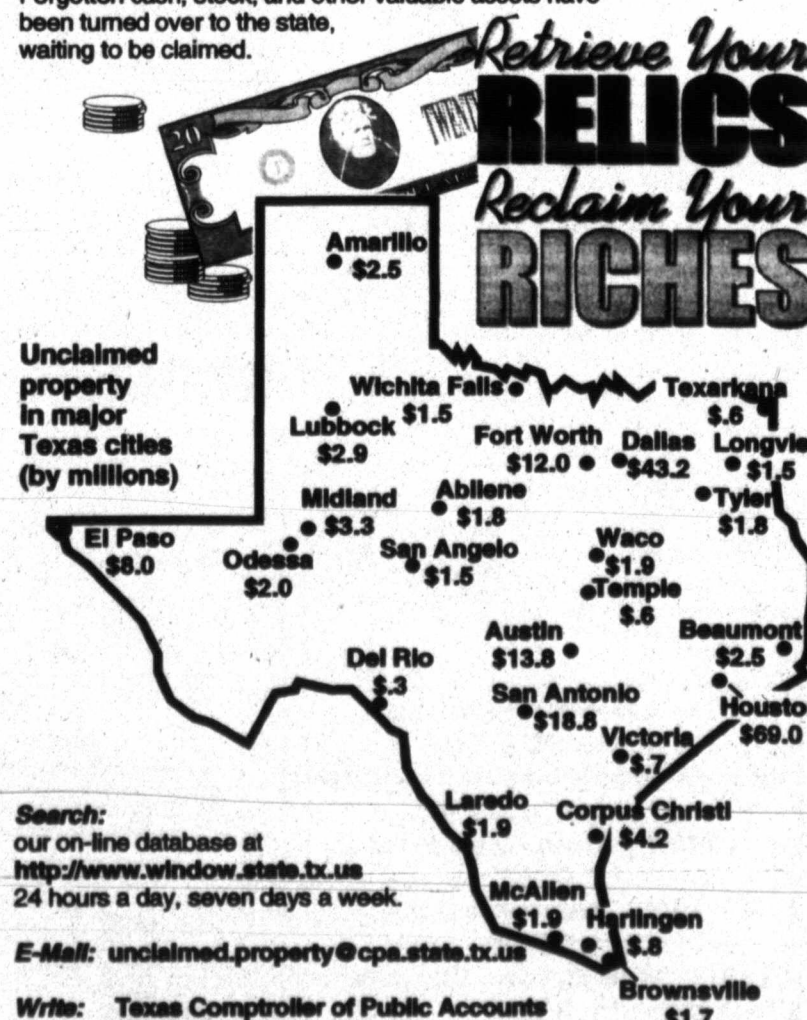 been turned over to the state,
waiting to be claimed.
Retrieve Your
RELICS
Reclaim Your
RICHES
20
Unclaimed
property
in major
Texas cities
(by millions)
Amarillo
$2.5
Wichita Falls
$1.5
Texarkana
$.6
Lubbock
$2.9
Fort Worth
$12.0
Dallas
$43.2
Longvie
$1.5
Tyler
$1.8
Midland
$3.3
Abilene
$1.8
El Paso
$8.0
Odessa
$2.0
San Angelo
$1.5
Waco
$1.9
Temple
$.6
Austin
$13.8
Beaumont
$2.5
Del Rio
$.3
San Antonio
$18.8
Housto
$69.0
Victoria
$.7
Laredo
$1.9
Corpus Christi
$4.2
McAllen
$1.9
Harlingen
$.8
Brownsville
$1.7
Search:
our on-line database at
http://www.window.state.tx.us
24 hours a day, seven days a week.
E-Mail: unclaimed.property@cpa.state.tx.us
Write: Texas Comptroller of Public Accounts